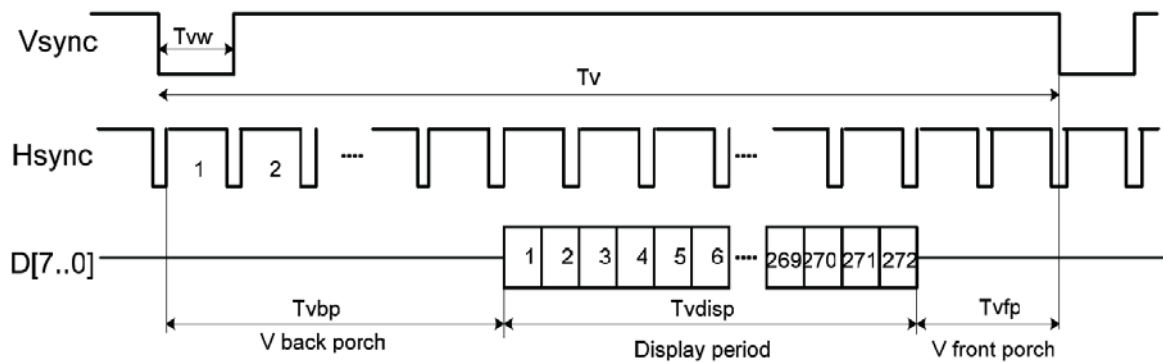 Vsync
Tvw
Tv
Hsync
1 2 .... ....
D[7..0]
1 2 3 4 5 6 .... 269 270 271 272
Tvbp Tvdisp Tvfp
V back porch Display period V front porch